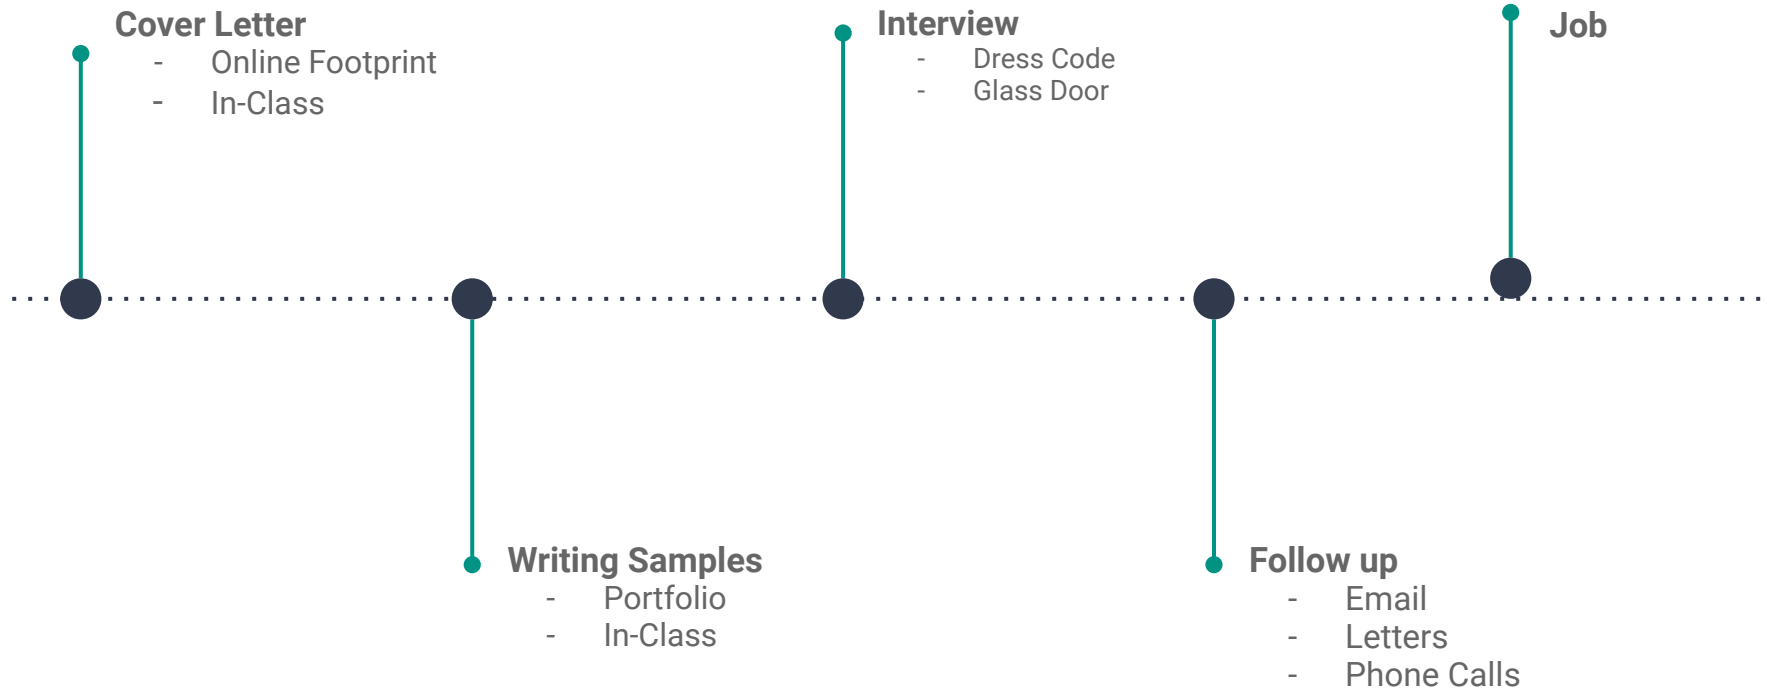 Cover Letter
- Online Footprint
- In-Class
Writing Samples
- Portfolio
- In-Class
Interview
- Dress Code
- Glass Door
Follow up
- Email
- Letters
- Phone Calls
Job